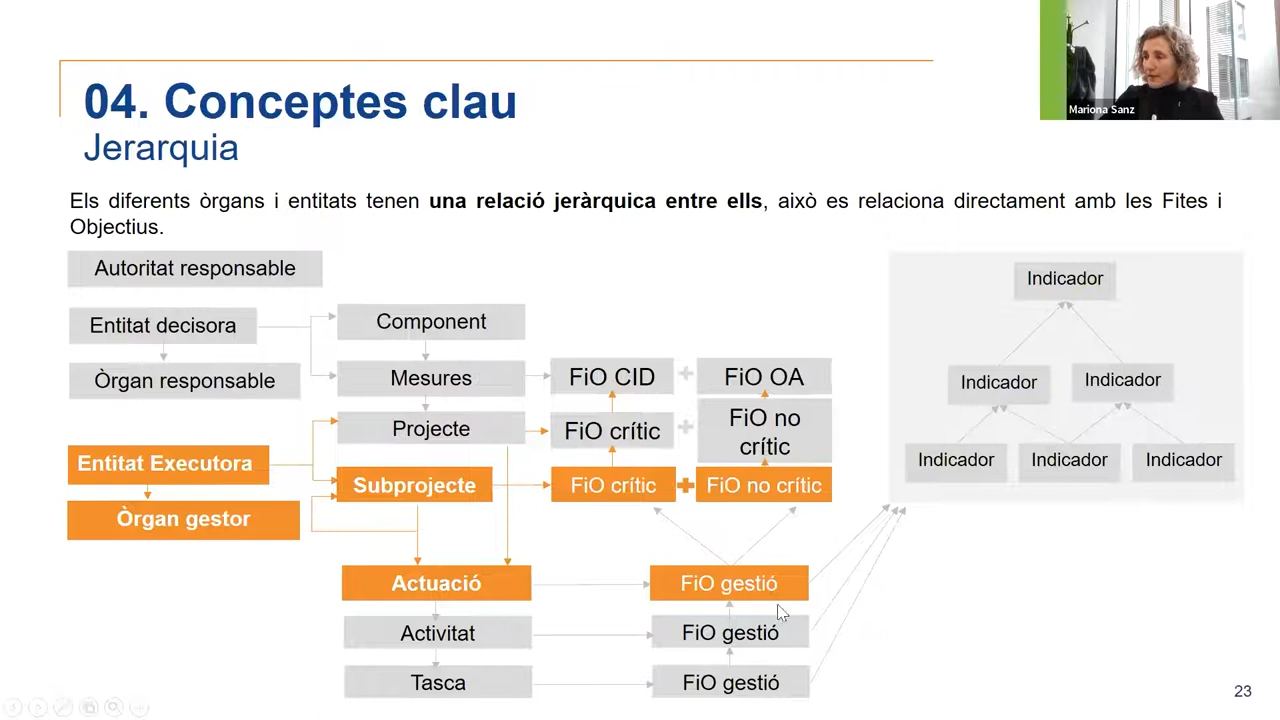 Mariona Sanz
04. Conceptes clau
Jerarquia
Els diferents òrgans i entitats tenen una relació jeràrquica entre ells, això es relaciona directament amb les Fites i
Objectius.
Autoritat responsable
Entitat decisora
Òrgan responsable
Entitat Executora
Òrgan gestor
Component
Mesures
Projecte
Subprojecte
Actuació
Activitat
Tasca
FiO CID
FiO OA
FiO crític
FiO no
crític
FiO crític
FiO no crític
FiO gestió
FiO gestió
FiO gestió
Indicador
Indicador
Indicador
Indicador
Indicador
Indicador
23